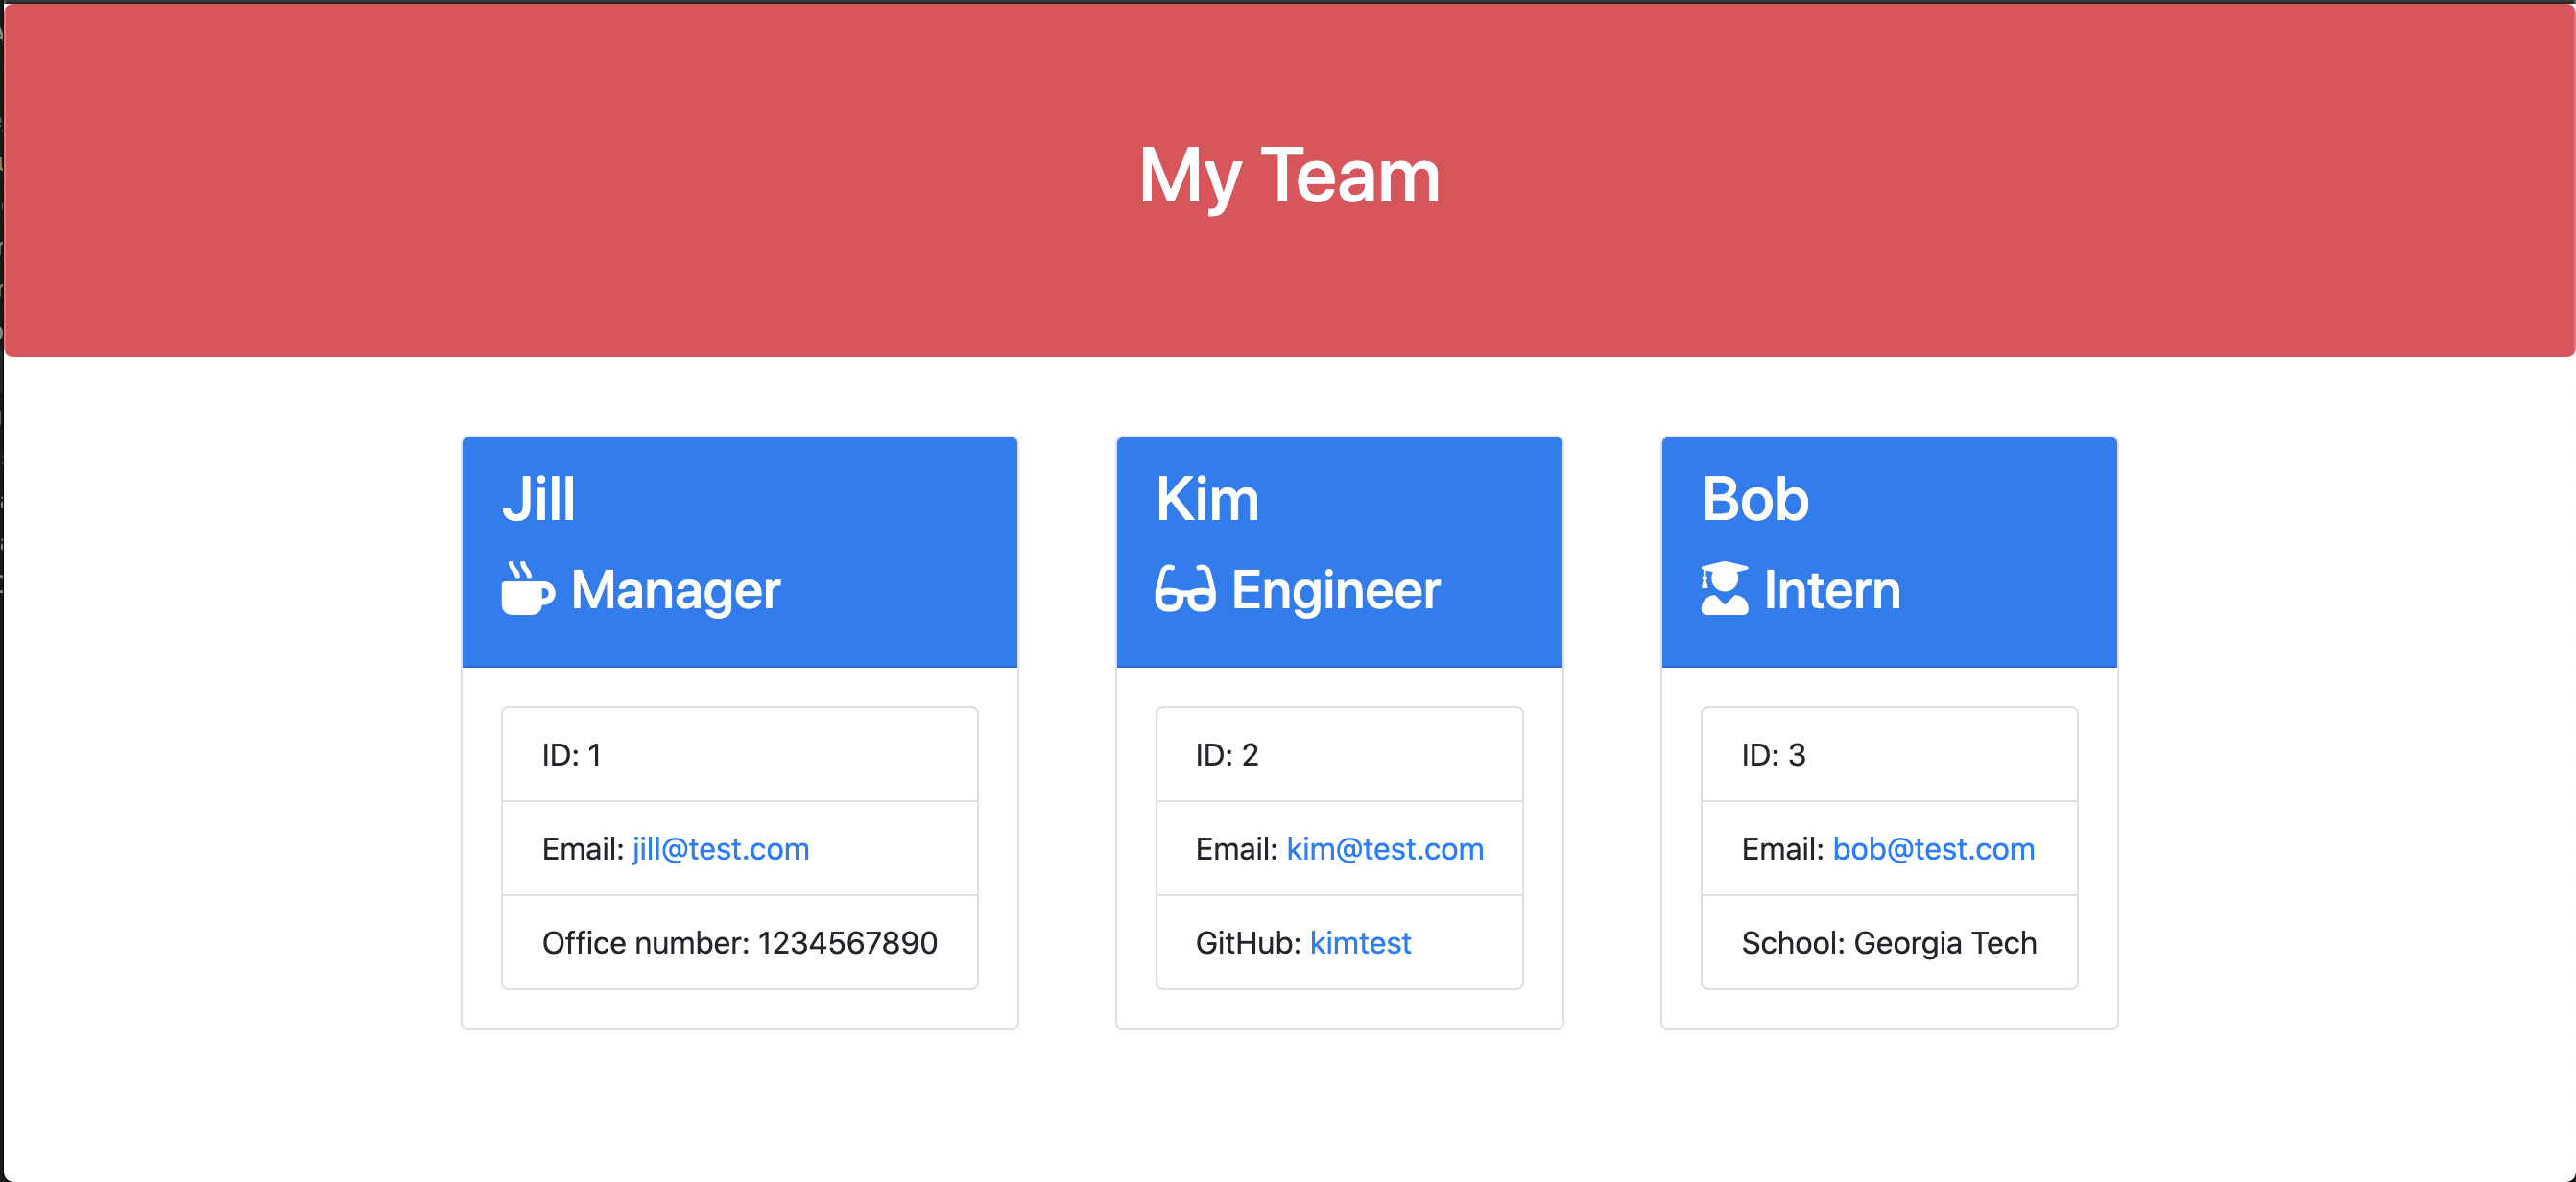 My Team
Jill
Manager
ID: 1
Email: jill@test.com
Office number: 1234567890
Kim
Engineer
ID: 2
Email: kim@test.com
GitHub: kimtest
Bob
Intern
ID: 3
Email: bob@test.com
School: Georgia Tech